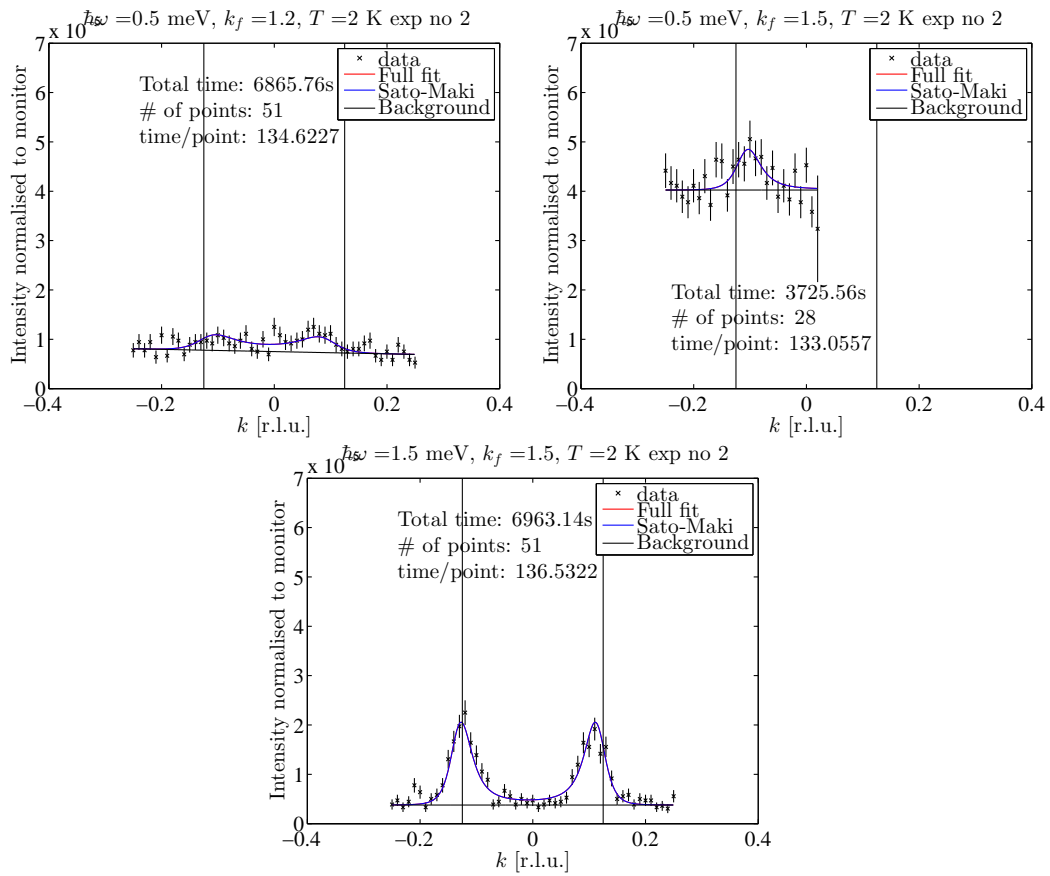 ħω =0.5 meV, k_f =1.2, T =2 K exp no 2
x 10
7
6
5
4
3
2
1
0
Intensity normalised to monitor
Total time: 6865.76s
# of points: 51
time/point: 134.6227
data
Full fit
Sato-Maki
Background
−0.4 −0.2 0 0.2 0.4
k [r.l.u.]
ħω =0.5 meV, k_f =1.5, T =2 K exp no 2
x 10
7
6
5
4
3
2
1
0
Intensity normalised to monitor
data
Full fit
Sato-Maki
Background
Total time: 3725.56s
# of points: 28
time/point: 133.0557
−0.4 −0.2 0 0.2 0.4
k [r.l.u.]
ħω =1.5 meV, k_f =1.5, T =2 K exp no 2
x 10
7
6
5
4
3
2
1
0
Intensity normalised to monitor
Total time: 6963.14s
# of points: 51
time/point: 136.5322
data
Full fit
Sato-Maki
Background
−0.4 −0.2 0 0.2 0.4
k [r.l.u.]